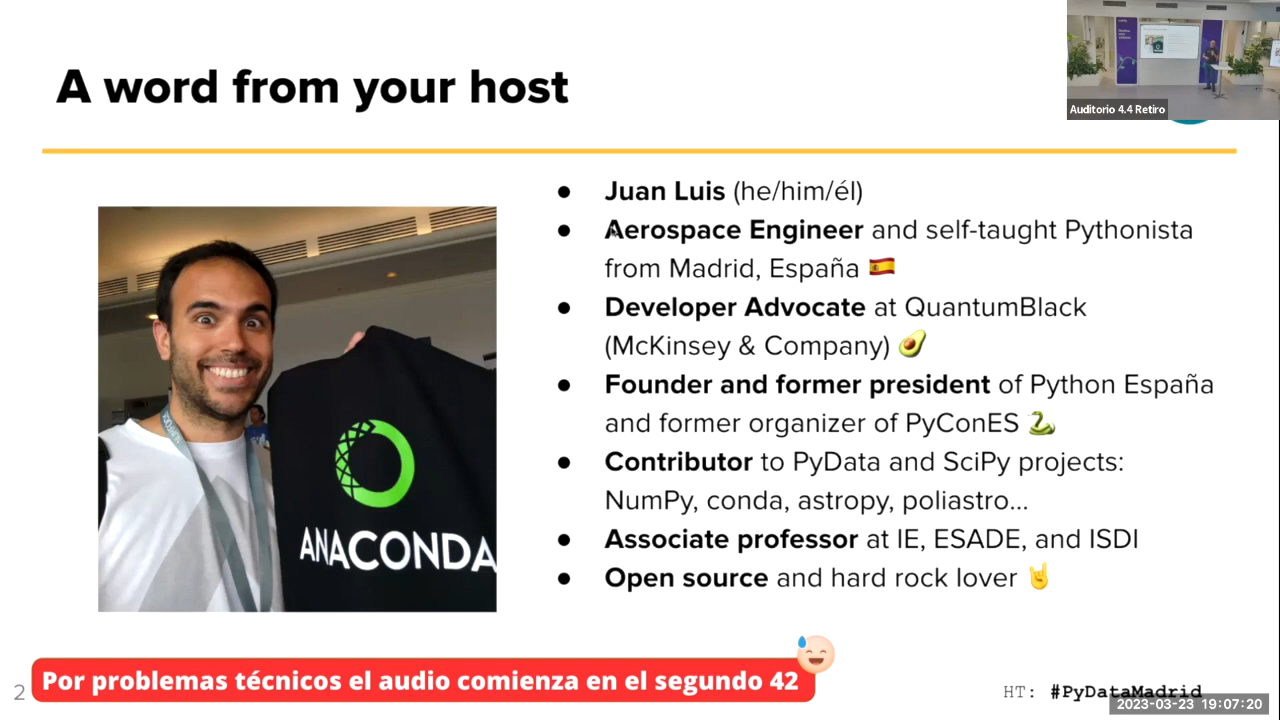 A word from your host
Auditorio 4.4 Retiro
● Juan Luis (he/him/él)
● Aerospace Engineer and self-taught Pythonista
from Madrid, España 🇪🇸
● Developer Advocate at QuantumBlack
(McKinsey & Company) 🥑
● Founder and former president of Python España
and former organizer of PyConES 🐍
● Contributor to PyData and SciPy projects:
NumPy, conda, astropy, poliastro...
● Associate professor at IE, ESADE, and ISDI
● Open source and hard rock lover 🤘
ANACONDA
Por problemas técnicos el audio comienza en el segundo 42
2
HT: #PyDataMadrid
2023-03-23 19:07:20